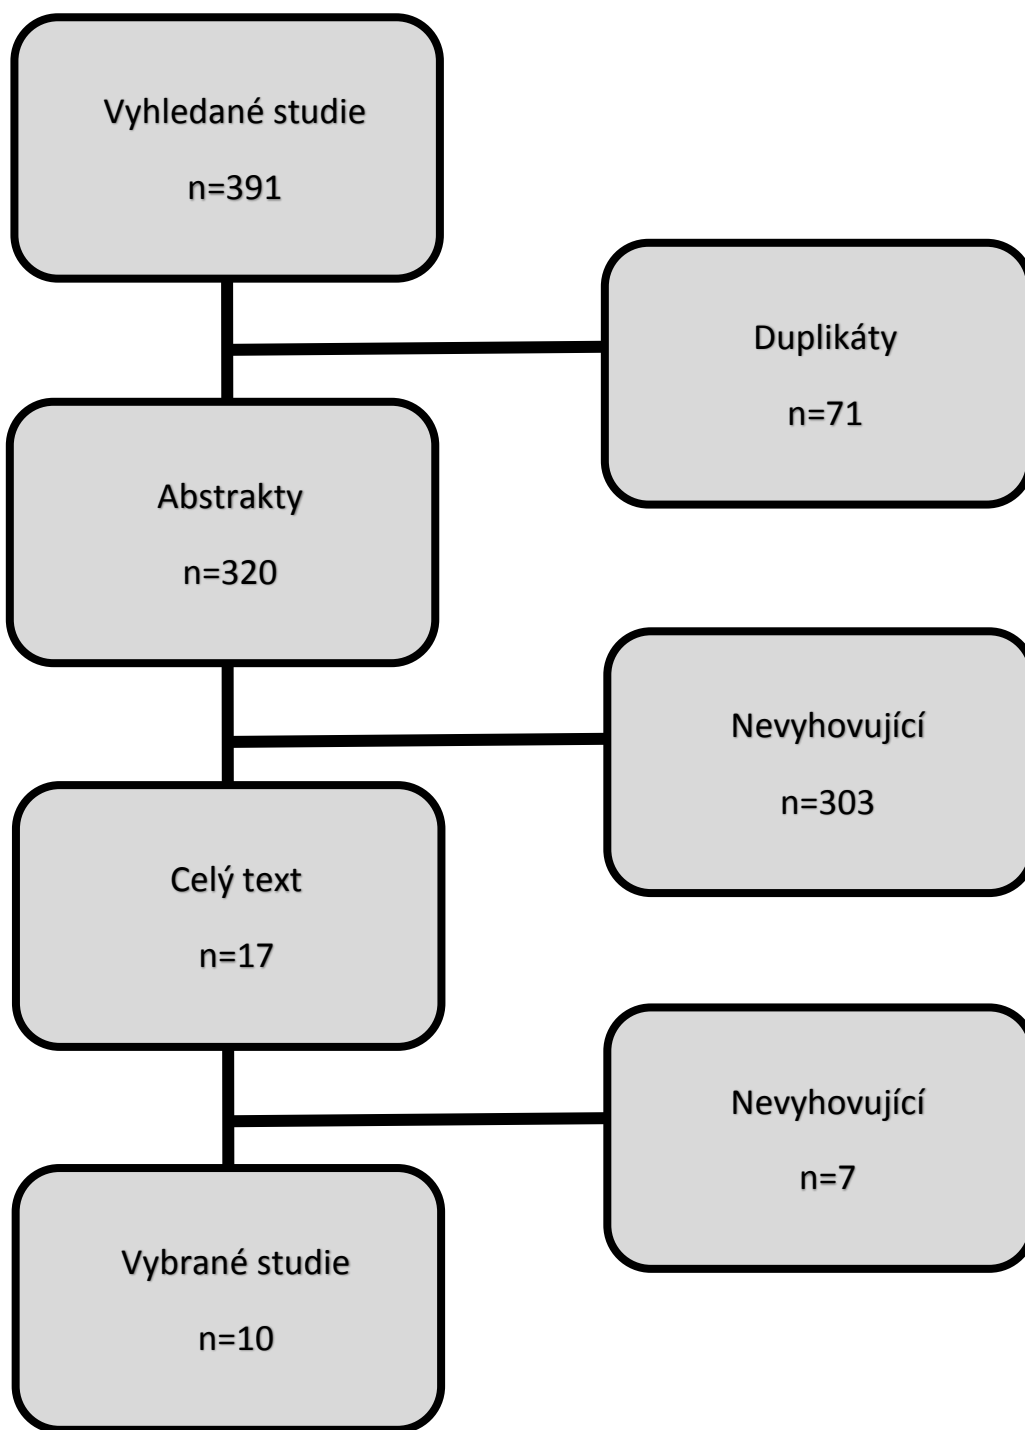 Vyhledané studie
n=391
Duplikáty
n=71
Abstrakty
n=320
Nevyhovující
n=303
Celý text
n=17
Nevyhovující
n=7
Vybrané studie
n=10